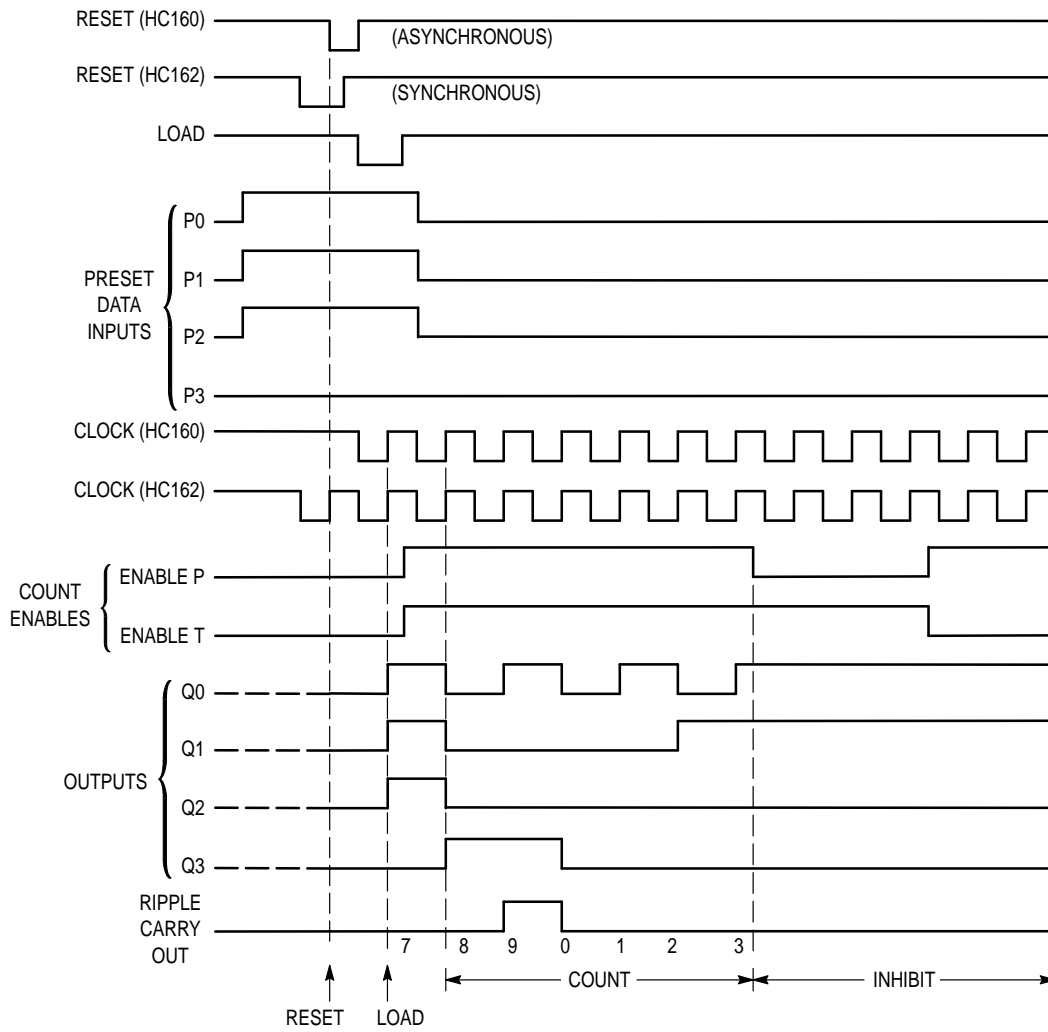 RESET (HC160)
(ASYNCHRONOUS)
RESET (HC162)
(SYNCHRONOUS)
LOAD
P0
P1
PRESET
DATA
INPUTS
P2
P3
CLOCK (HC160)
CLOCK (HC162)
ENABLE P
COUNT
ENABLES
ENABLE T
Q0
Q1
OUTPUTS
Q2
Q3
RIPPLE
CARRY
OUT
7 8 9 0 1 2 3
COUNT INHIBIT
RESET LOAD